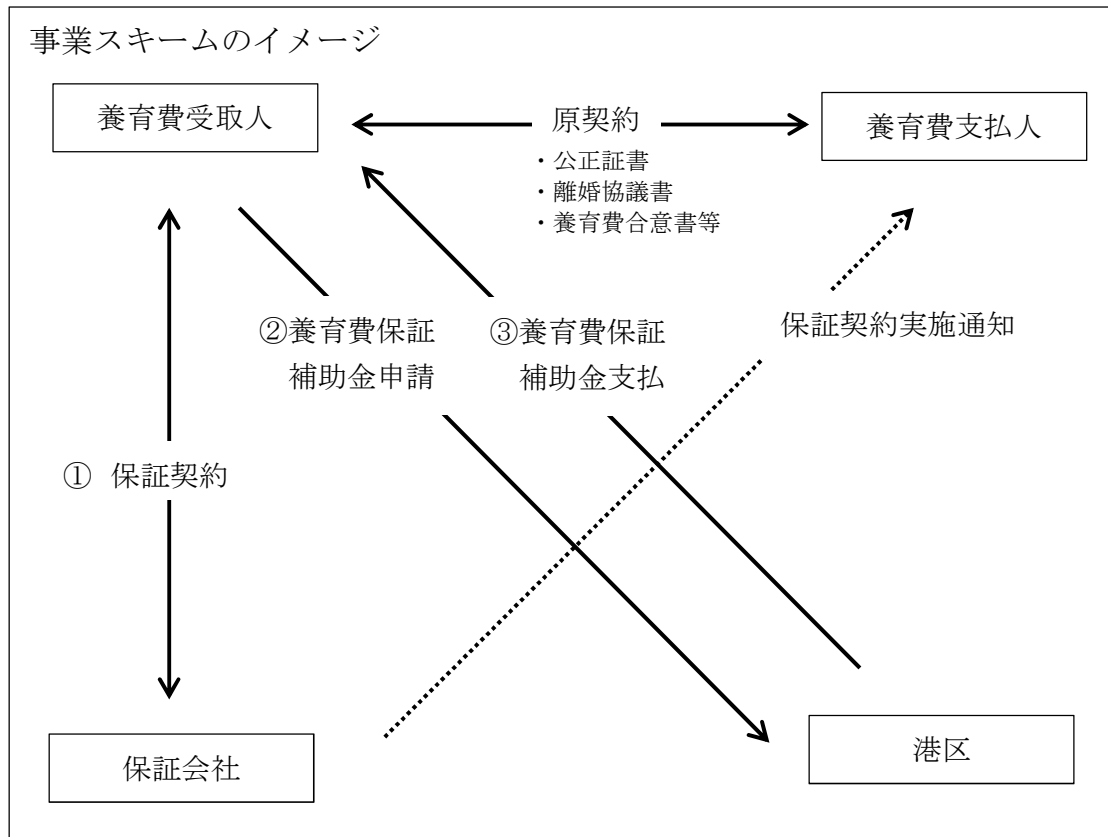 事業スキームのイメージ
養育費受取人
原契約
・公正証書
・離婚協議書
・養育費合意書等
養育費支払人
②養育費保証
補助金申請
③養育費保証
補助金支払
保証契約実施通知
① 保証契約
保証会社
港区